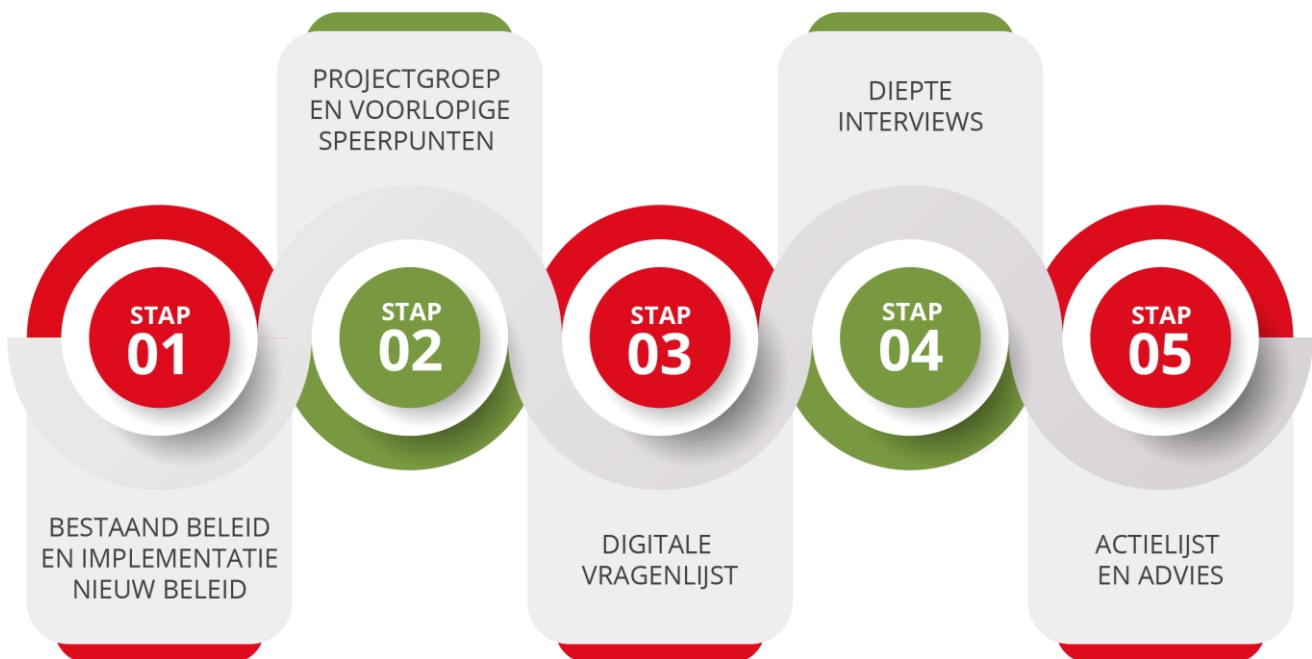 STAP
01
BESTAAND BELEID
EN IMPLEMENTATIE
NIEUW BELEID
PROJECTGROEP
EN VOORLOPIGE
SPEERPUNTEN
STAP
02
STAP
03
DIGITALE
VRAGENLIJST
DIEPTE
INTERVIEWS
STAP
04
STAP
05
ACTIELIJST
EN ADVIES